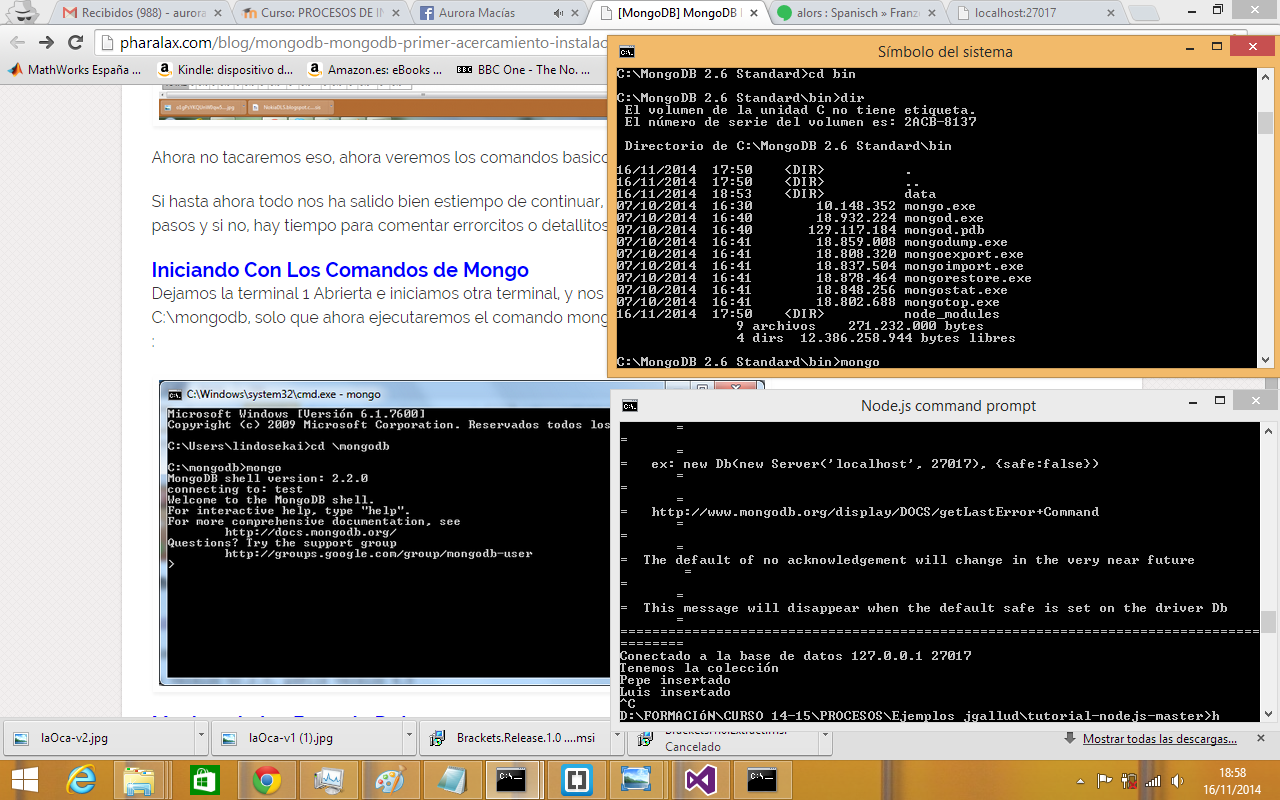 Recibidos (988) - aurora
Curso: PROCESOS DE IN
Aurora Macías
[MongoDB] MongoDB
alors : Spanisch » Franz
localhost:27017
pharalax.com/blog/mongodb-mongodb-primer-acercamiento-instalac
MathWorks España ...
Kindle: dispositivo d...
Amazon.es: eBooks ...
BBC One - The No. ...
Ahora no tacaremos eso, ahora veremos los comandos basico
Si hasta ahora todo nos ha salido bien estiempo de continuar,
pasos y si no, hay tiempo para comentar errorcitos o detallitos
Iniciando Con Los Comandos de Mongo
Dejamos la terminal 1 Abrierta e iniciamos otra terminal, y nos
C:\mongodb, solo que ahora ejecutaremos el comando mong
:
C:\Windows\system32\cmd.exe - mongo
Microsoft Windows [Versión 6.1.7600]
Copyright (c) 2009 Microsoft Corporation. Reservados todos los
C:\Users\lindosekai>cd \mongodb
C:\mongodb>mongo
MongoDB shell version: 2.2.0
connecting to: test
Welcome to the MongoDB shell.
For interactive help, type "help".
For more comprehensive documentation, see
http://docs.mongodb.org/
Questions? Try the support group
http://groups.google.com/group/mongodb-user
>
Símbolo del sistema
C:\MongoDB 2.6 Standard>cd bin
C:\MongoDB 2.6 Standard\bin>dir
El volumen de la unidad C no tiene etiqueta.
El número de serie del volumen es: 2ACB-8137
Directorio de C:\MongoDB 2.6 Standard\bin
16/11/2014 17:50 <DIR> .
16/11/2014 17:50 <DIR> ..
16/11/2014 18:53 <DIR> data
07/10/2014 16:30 10.148.352 mongo.exe
07/10/2014 16:40 18.932.224 mongod.exe
07/10/2014 16:40 129.117.184 mongod.pdb
07/10/2014 16:41 18.859.008 mongodump.exe
07/10/2014 16:41 18.808.320 mongoexport.exe
07/10/2014 16:41 18.837.504 mongoimport.exe
07/10/2014 16:41 18.878.464 mongorestore.exe
07/10/2014 16:41 18.848.256 mongostat.exe
07/10/2014 16:41 18.802.688 mongotop.exe
16/11/2014 17:50 <DIR> node_modules
9 archivos 271.232.000 bytes
4 dirs 12.386.258.944 bytes libres
C:\MongoDB 2.6 Standard\bin>mongo
Node.js command prompt
=
=
=
= ex: new Db(new Server('localhost', 27017), {safe:false})
=
=
=
= http://www.mongodb.org/display/DOCS/getLastError+Command
=
=
=
= The default of no acknowledgement will change in the very near future
=
=
=
= This message will disappear when the default safe is set on the driver Db
=
================================================================================
========
Conectado a la base de datos 127.0.0.1 27017
Tenemos la colección
Pepe insertado
Luis insertado
^C
D:\FORMACIóN\CURSO 14-15\PROCESOS\Ejemplos jgallud\tutorial-node.js-master>h
laOca-v2.jpg
laOca-v1 (1).jpg
Brackets.Release.1.0 ....msi
Cancelado
Mostrar todas las descargas...
18:58
16/11/2014